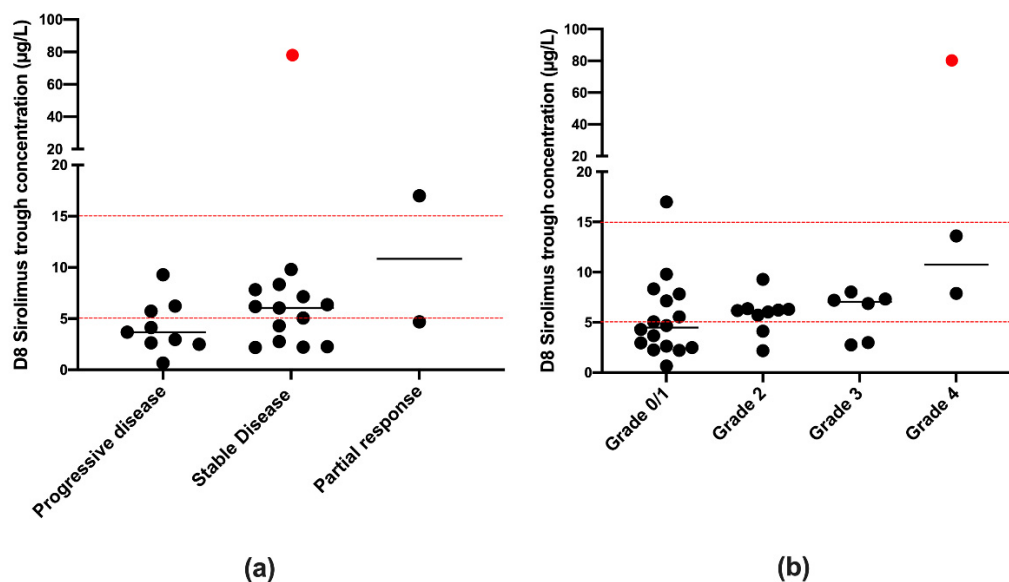 D8 Sirolimus trough concentration (µg/L)
100
80
60
40
20
20
15
10
5
0
Progressive disease
Stable Disease
Partial response
(a)
D8 Sirolimus trough concentration (µg/L)
100
80
60
40
20
20
15
10
5
0
Grade 0/1
Grade 2
Grade 3
Grade 4
(b)